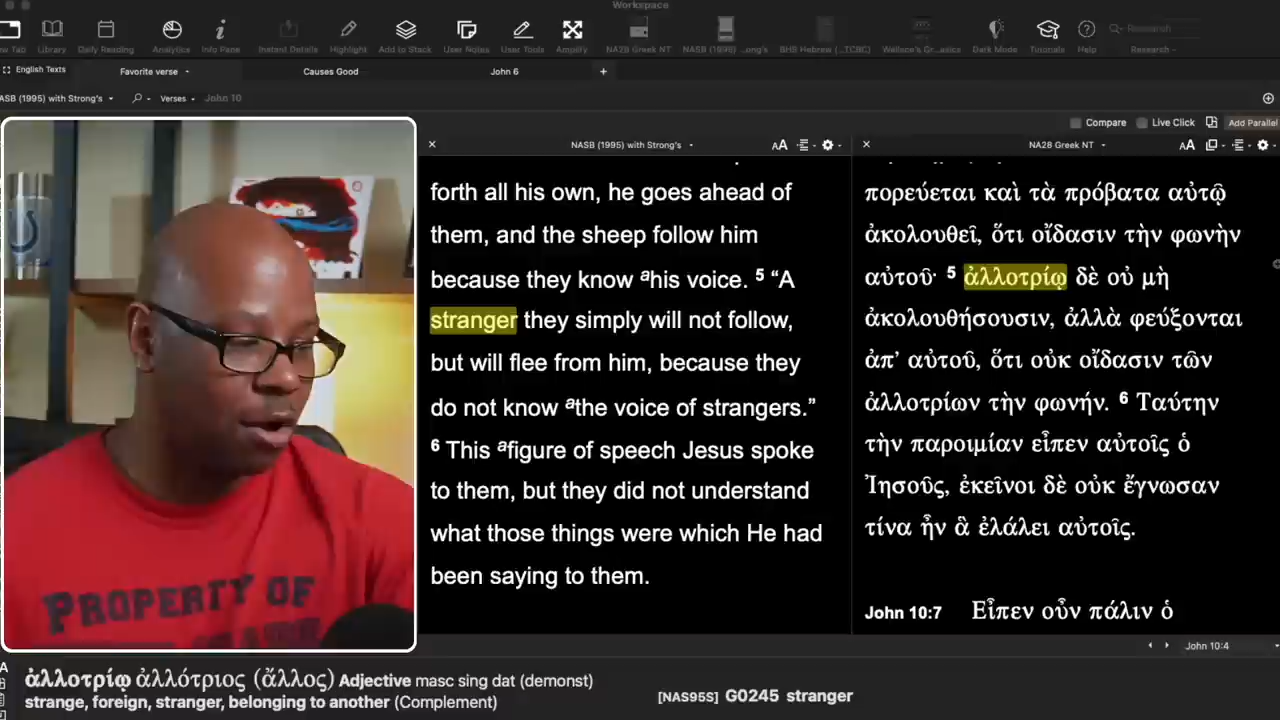 Workspace
Library
Daily Reading
Analytics
Info Pane
Instant Details
Highlight
Add to Stack
User Notes
User Tools
Amplify
NA28 Greek NT
Dark Mode
Tutorials
Help
Research
English Texts
Favorite verse
Causes Good
John 6
+
(1995) with Strong's
Verses
John 10
Compare
Live Click
Add Parallel
NASB (1995) with Strong's
AA
NA28 Greek NT
AA
forth all his own, he goes ahead of
them, and the sheep follow him
because they know ᵃhis voice. ⁵ “A
stranger they simply will not follow,
but will flee from him, because they
do not know ᵃthe voice of strangers.”
⁶ This ᵃfigure of speech Jesus spoke
to them, but they did not understand
what those things were which He had
been saying to them.
πορεύεται καὶ τὰ πρόβατα αὐτῷ
ἀκολουθεῖ, ὅτι οἴδασιν τὴν φωνὴν
αὐτοῦ· ⁵ ἀλλοτρίῳ δὲ οὐ μὴ
ἀκολουθήσουσιν, ἀλλὰ φεύξονται
ἀπ’ αὐτοῦ, ὅτι οὐκ οἴδασιν τῶν
ἀλλοτρίων τὴν φωνήν. ⁶ Ταύτην
τὴν παροιμίαν εἶπεν αὐτοῖς ὁ
Ἰησοῦς, ἐκεῖνοι δὲ οὐκ ἔγνωσαν
τίνα ἦν ἃ ἐλάλει αὐτοῖς.
John 10:7 Εἶπεν οὖν πάλιν ὁ
John 10:4
PROPERTY OF
ἀλλοτρίῳ ἀλλότριος (ἄλλος) Adjective masc sing dat (demonst)
strange, foreign, stranger, belonging to another (Complement)
[NAS95S] G0245 stranger